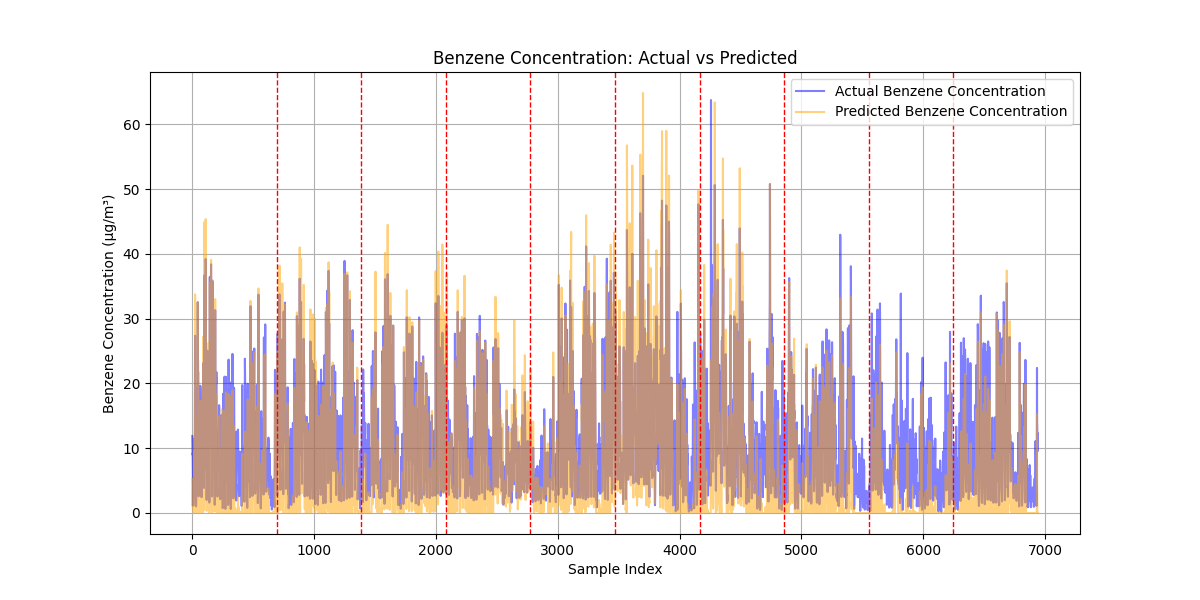 Benzene Concentration: Actual vs Predicted
Actual Benzene Concentration
Predicted Benzene Concentration
Benzene Concentration (µg/m³)
60
50
40
30
20
10
0
0 1000 2000 3000 4000 5000 6000 7000
Sample Index